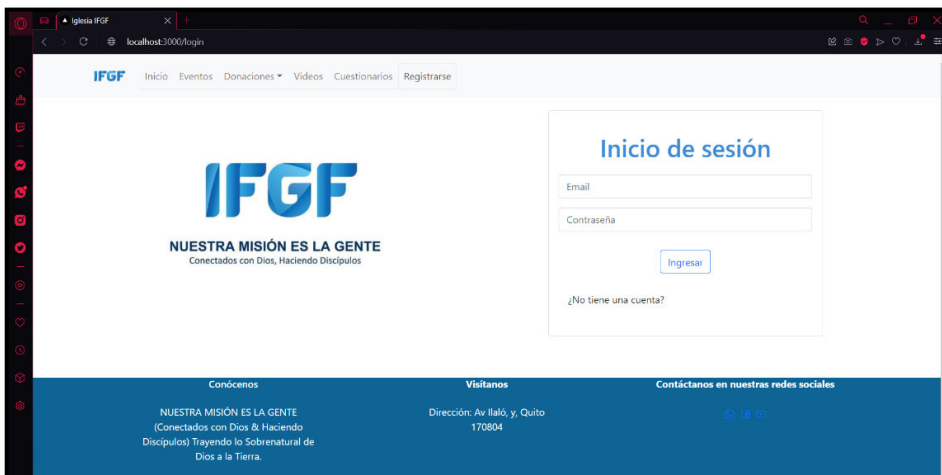 Iglesia IFGF
localhost:3000/login
IFGF Inicio Eventos Donaciones Videos Cuestionarios Registrarse
IFGF
NUESTRA MISIÓN ES LA GENTE
Conectados con Dios, Haciendo Discípulos
Inicio de sesión
Email
Contraseña
Ingresar
¿No tiene una cuenta?
Conócenos
NUESTRA MISIÓN ES LA GENTE
(Conectados con Dios & Haciendo
Discípulos) Trayendo lo Sobrenatural de
Dios a la Tierra.
Visítanos
Dirección: Av Ilaló, y, Quito
170804
Contáctanos en nuestras redes sociales